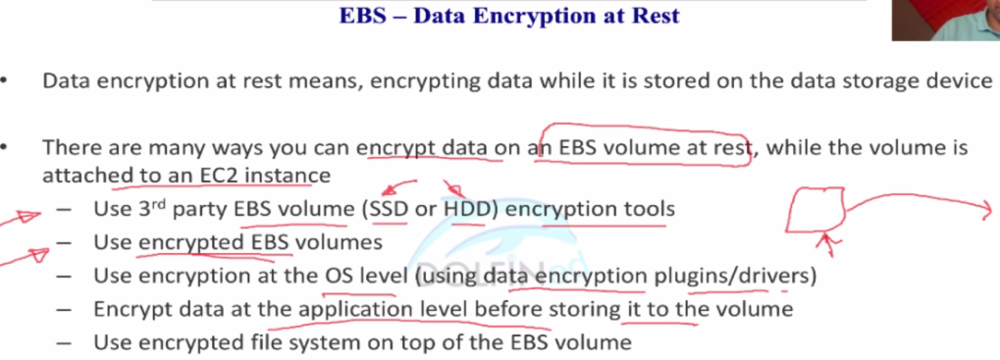 EBS – Data Encryption at Rest
• Data encryption at rest means, encrypting data while it is stored on the data storage device
• There are many ways you can encrypt data on an EBS volume at rest, while the volume is
attached to an EC2 instance
– Use 3rd party EBS volume (SSD or HDD) encryption tools
– Use encrypted EBS volumes
DOLFINed
– Use encryption at the OS level (using data encryption plugins/drivers)
– Encrypt data at the application level before storing it to the volume
– Use encrypted file system on top of the EBS volume